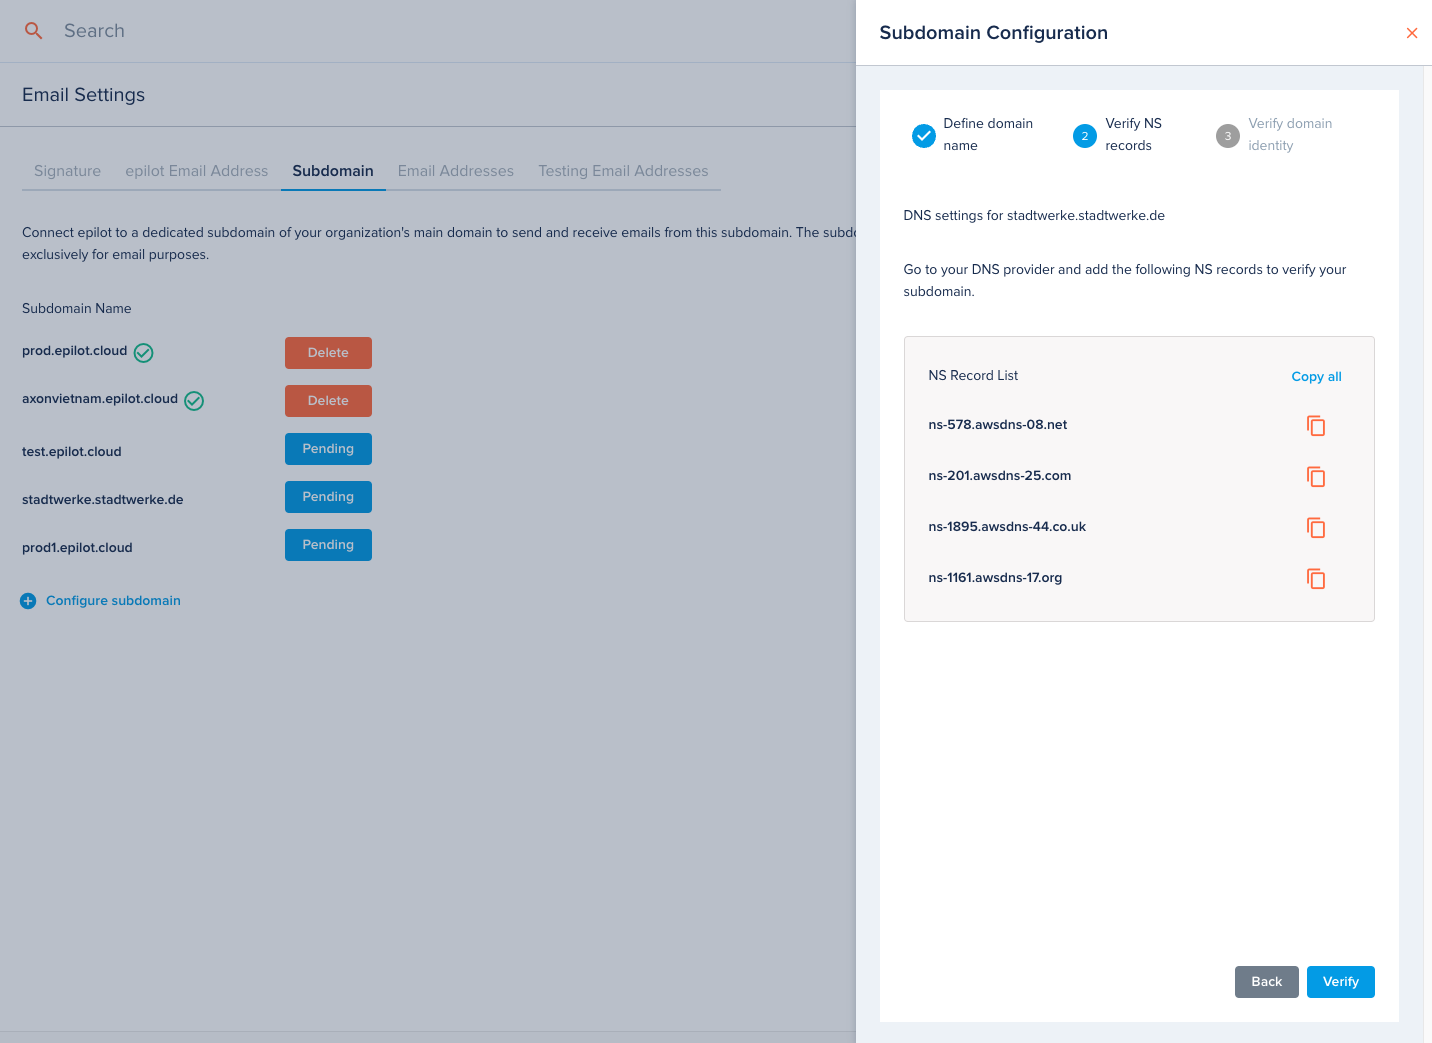 Search
Email Settings
Signature
epilot Email Address
Subdomain
Email Addresses
Testing Email Addresses
Connect epilot to a dedicated subdomain of your organization's main domain to send and receive emails from this subdomain. The
exclusively for email purposes.
Subdomain Name
prod.epilot.cloud
Delete
axonvietnam.epilot.cloud
Delete
test.epilot.cloud
Pending
stadtwerke.stadtwerke.de
Pending
prod1.epilot.cloud
Pending
Configure subdomain
Subdomain Configuration
Define domain
name
2
Verify NS
records
3
Verify domain
identity
DNS settings for stadtwerke.stadtwerke.de
Go to your DNS provider and add the following NS records to verify your
subdomain.
NS Record List
Copy all
ns-578.awsdns-08.net
ns-201.awsdns-25.com
ns-1895.awsdns-44.co.uk
ns-1161.awsdns-17.org
Back
Verify